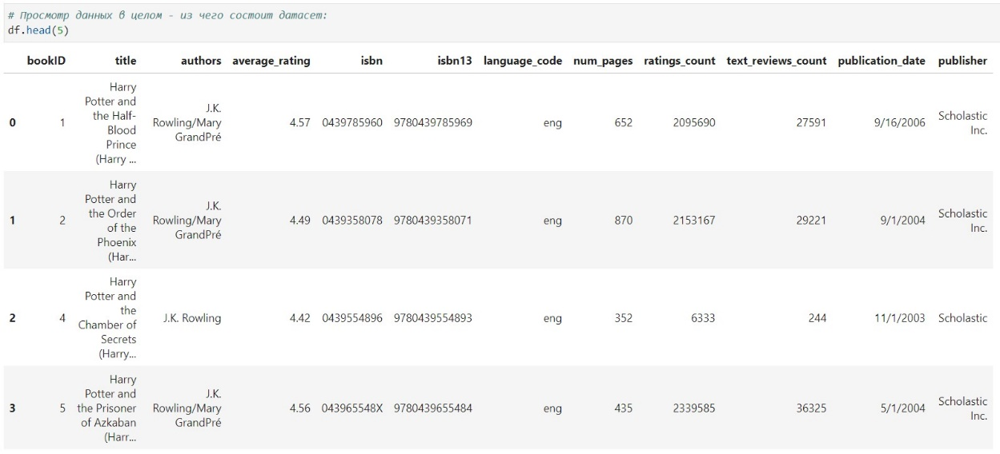 # Просмотр данных в целом - из чего состоит датасет:
df.head(5)
bookID title authors average_rating isbn isbn13 language_code num_pages ratings_count text_reviews_count publication_date publisher
Harry
Potter and
the Half-
Blood
Prince
(Harry ...
J.K.
Rowling/Mary
GrandPré
0 1 4.57 0439785960 9780439785969 eng 652 2095690 27591 9/16/2006
Scholastic
Inc.
Harry
Potter and
the Order
of the
Phoenix
(Har...
J.K.
Rowling/Mary
GrandPré
1 2 4.49 0439358078 9780439358071 eng 870 2153167 29221 9/1/2004
Scholastic
Inc.
Harry
Potter and
the
Chamber of
Secrets
(Harry...
2 4 J.K. Rowling 4.42 0439554896 9780439554893 eng 352 6333 244 11/1/2003 Scholastic
Harry
Potter and
the Prisoner
of Azkaban
(Harr...
J.K.
Rowling/Mary
GrandPré
3 5 4.56 043965548X 9780439655484 eng 435 2339585 36325 5/1/2004
Scholastic
Inc.